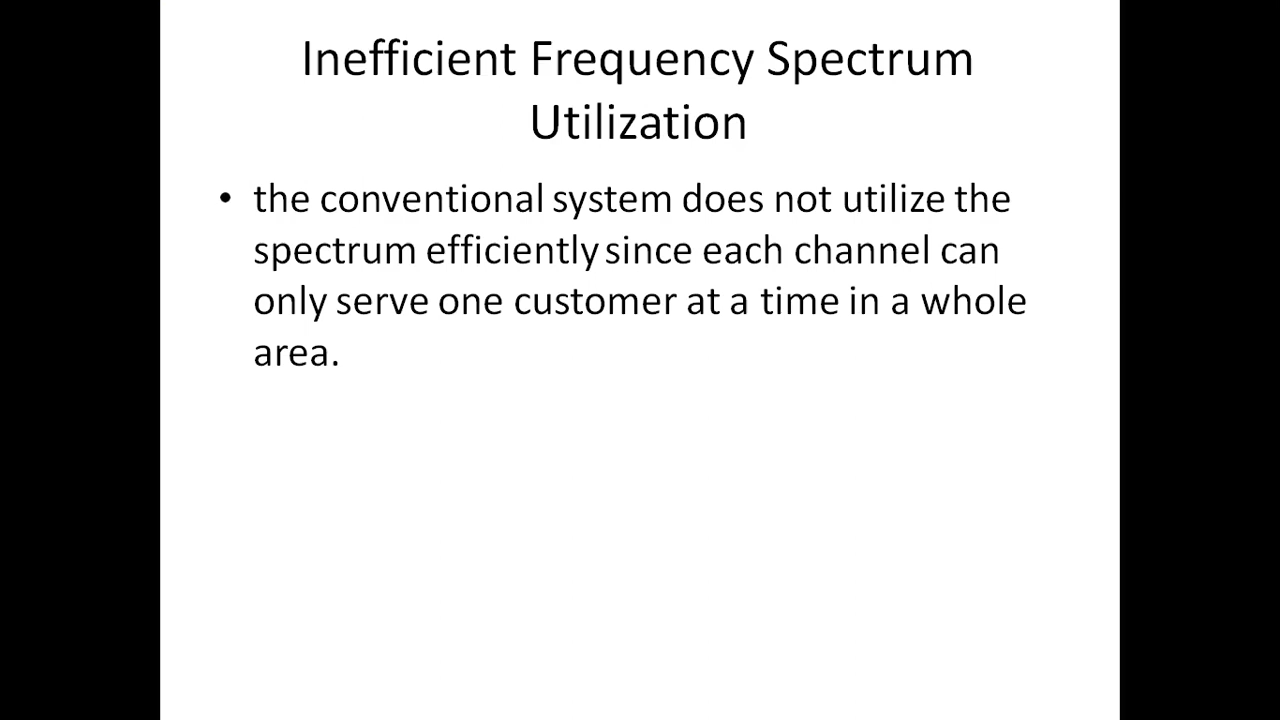 Inefficient Frequency Spectrum
Utilization
• the conventional system does not utilize the
spectrum efficiently since each channel can
only serve one customer at a time in a whole
area.